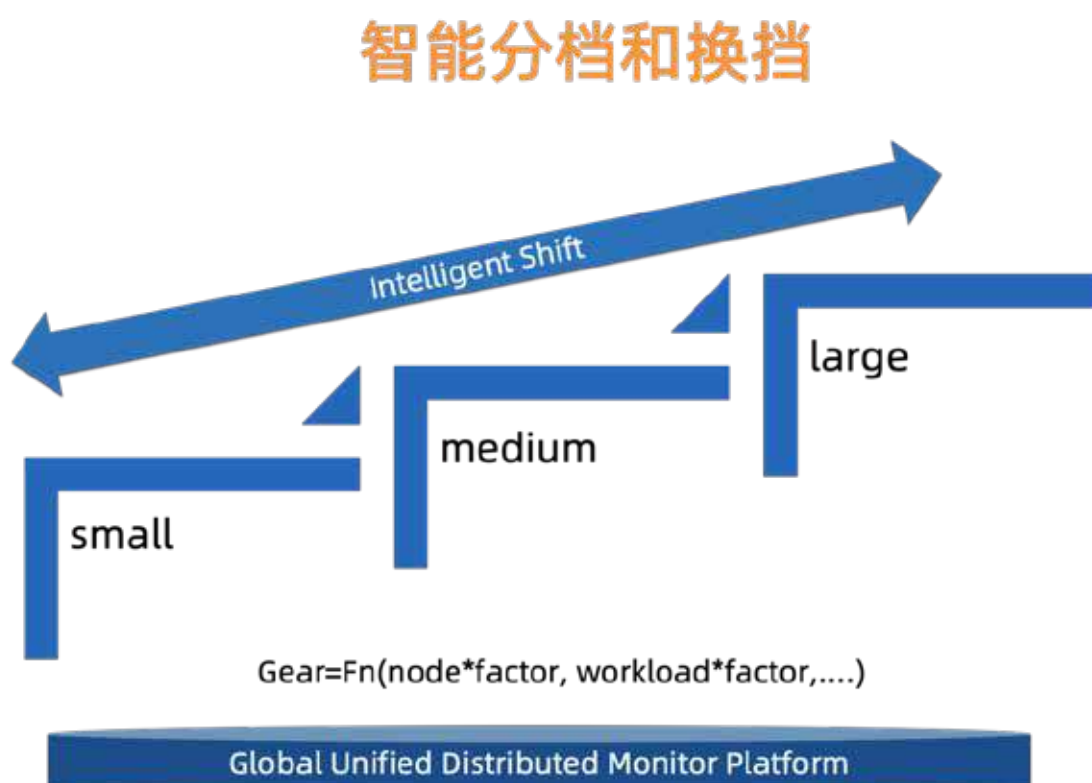 智能分档和换挡
Intelligent Shift
large
medium
small
Gear=Fn(node*factor, workload*factor,....)
Global Unified Distributed Monitor Platform